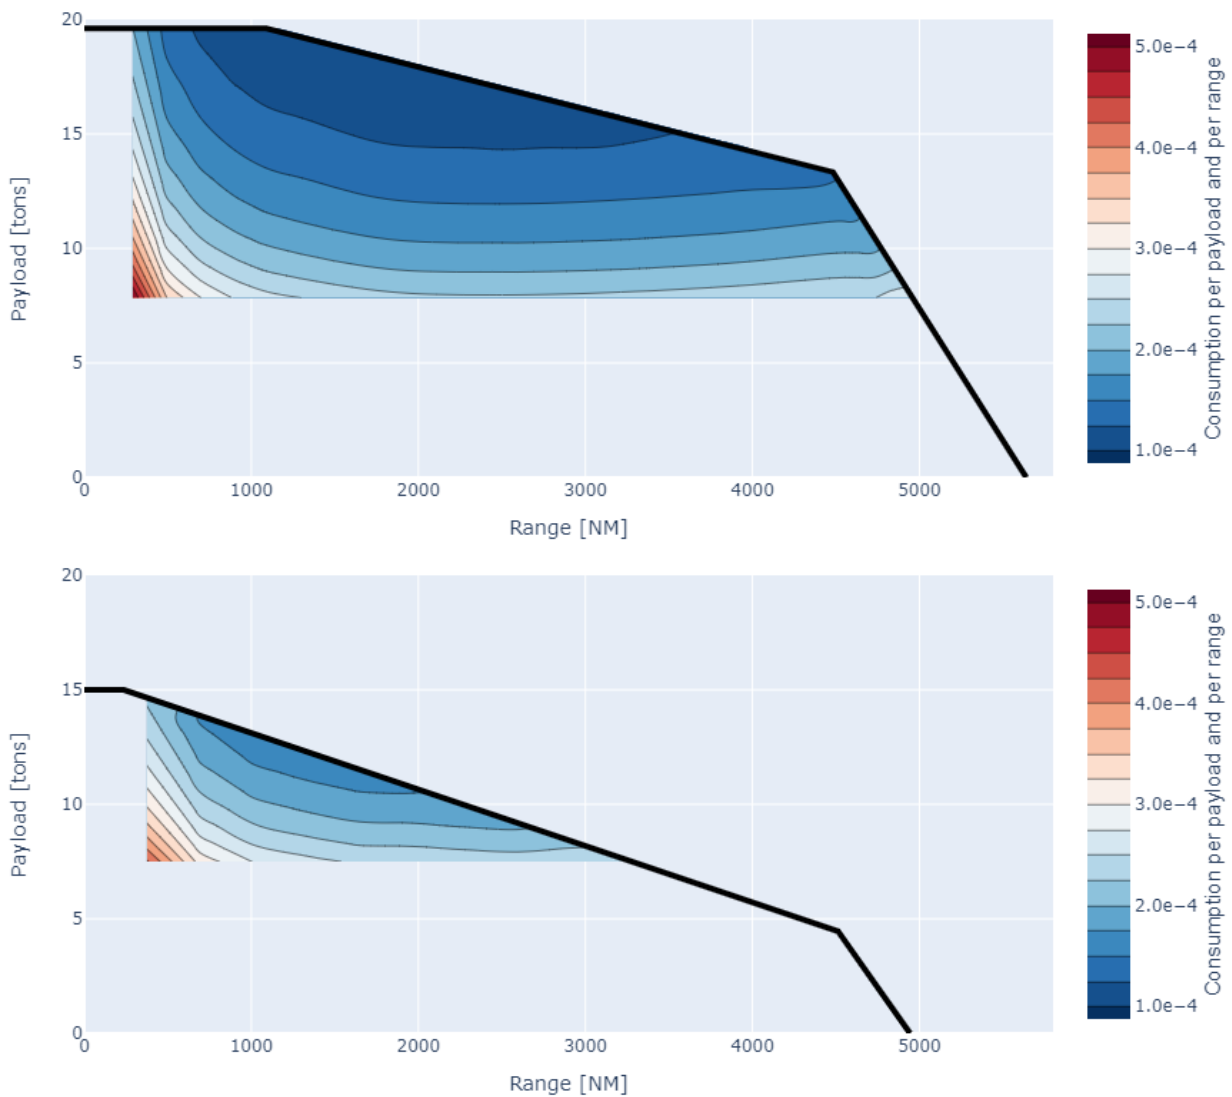 20
15
10
5
0
Payload [tons]
0 1000 2000 3000 4000 5000
Range [NM]
5.0e−4
4.0e−4
3.0e−4
2.0e−4
1.0e−4
Consumption per payload and per range
20
15
10
5
0
Payload [tons]
0 1000 2000 3000 4000 5000
Range [NM]
5.0e−4
4.0e−4
3.0e−4
2.0e−4
1.0e−4
Consumption per payload and per range